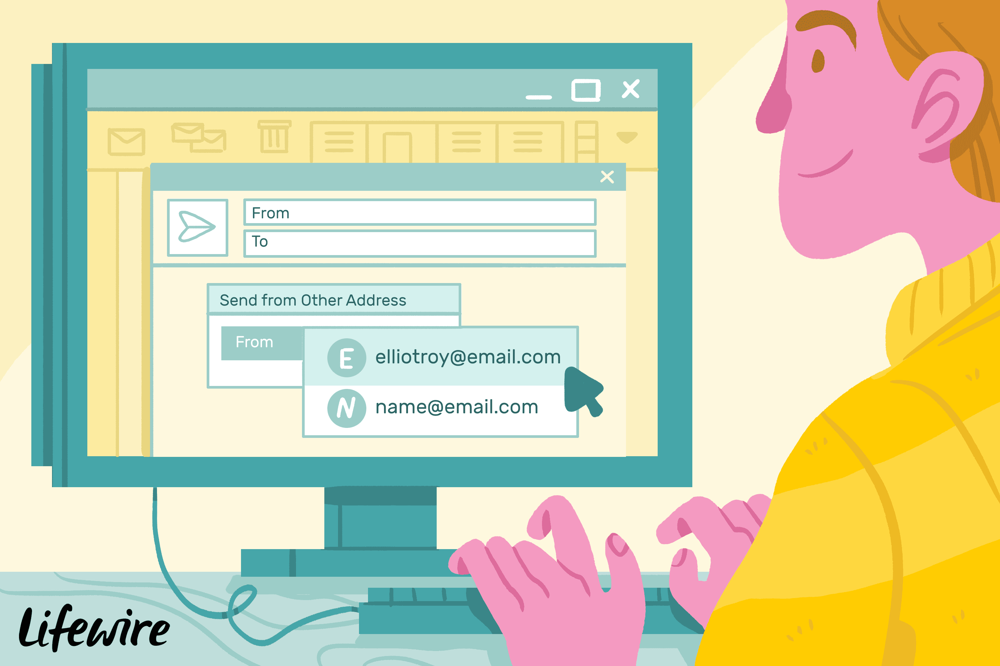 From
To
Send from Other Address
From
E elliotroy@email.com
N name@email.com
Lifewire